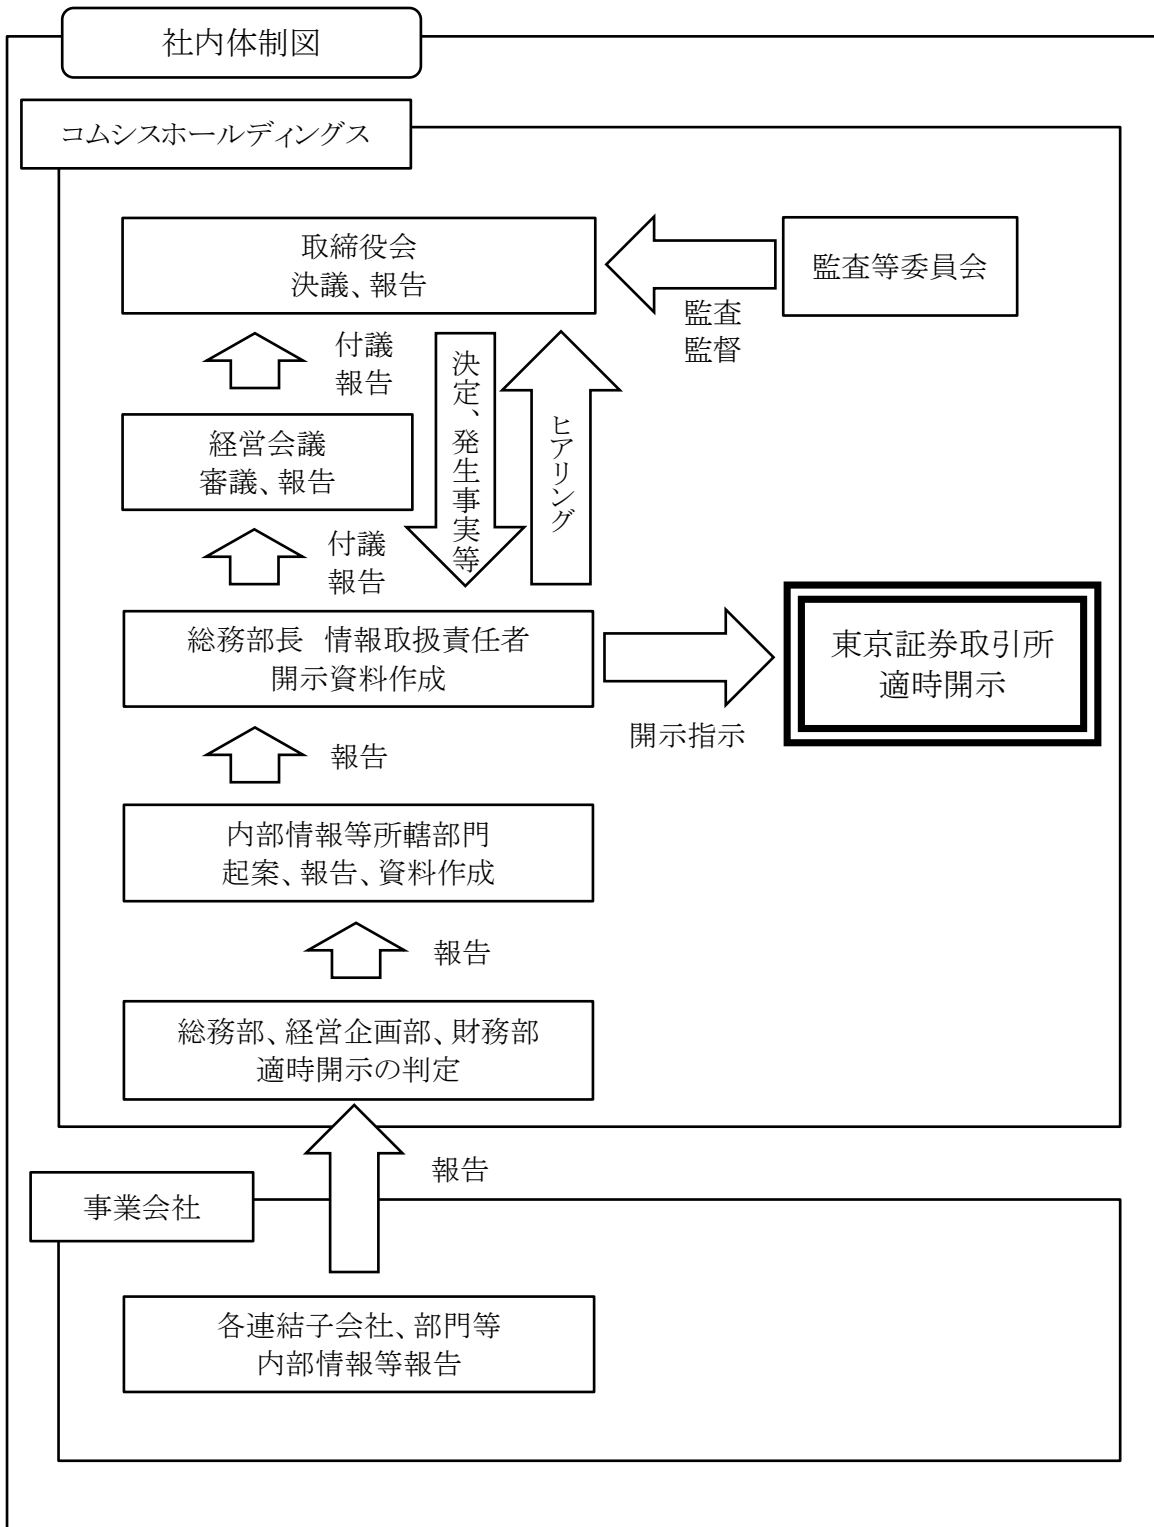 社内体制図
コムシスホールディングス
取締役会
決議、報告
監査等委員会
監査
監督
付議
報告
決定、発生事実等
ヒアリング
経営会議
審議、報告
付議
報告
総務部長 情報取扱責任者
開示資料作成
東京証券取引所
適時開示
開示指示
報告
内部情報等所轄部門
起案、報告、資料作成
報告
総務部、経営企画部、財務部
適時開示の判定
報告
事業会社
各連結子会社、部門等
内部情報等報告